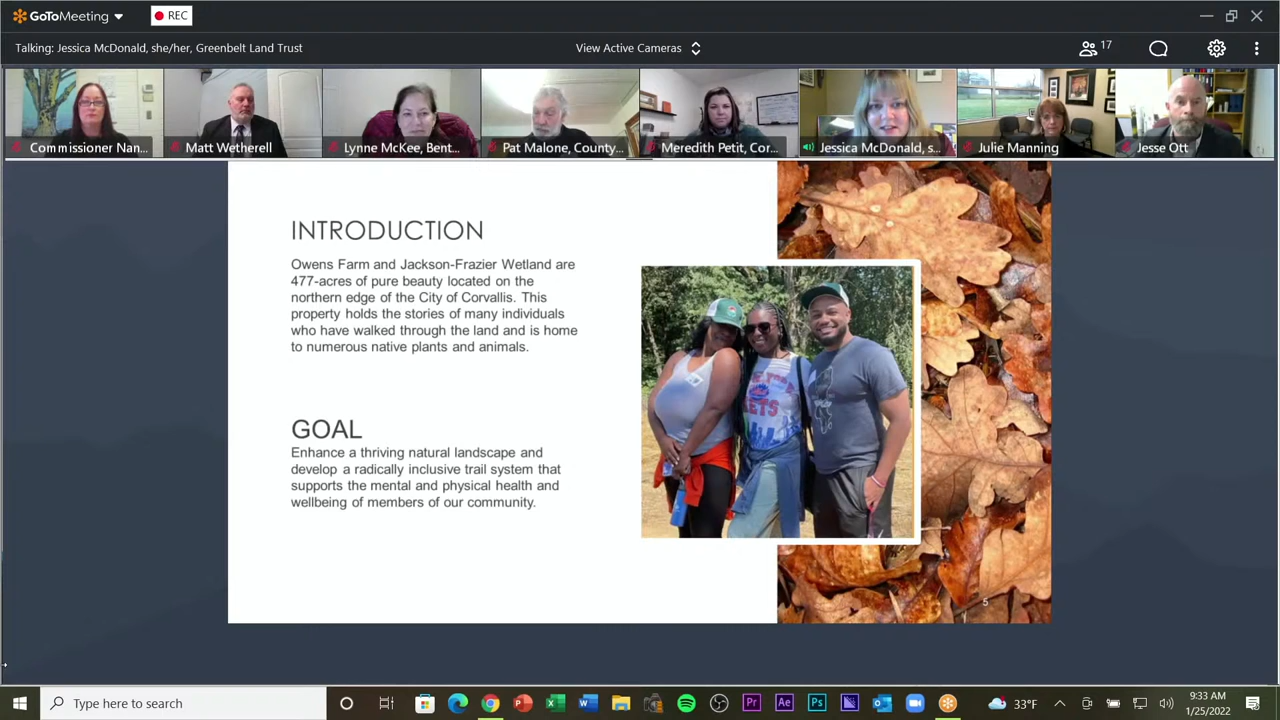 GoToMeeting
REC
Talking: Jessica McDonald, she/her, Greenbelt Land Trust
View Active Cameras
17
Commissioner Nan...
Matt Wetherell
Lynne McKee, Bent...
Pat Malone, County...
Meredith Petit, Cor...
Jessica McDonald, s...
Julie Manning
Jesse Ott
INTRODUCTION
Owens Farm and Jackson-Frazier Wetland are
477-acres of pure beauty located on the
northern edge of the City of Corvallis. This
property holds the stories of many individuals
who have walked through the land and is home
to numerous native plants and animals.
GOAL
Enhance a thriving natural landscape and
develop a radically inclusive trail system that
supports the mental and physical health and
wellbeing of members of our community.
5
Type here to search
Pr
Ae
Ps
33°F
9:33 AM
1/25/2022